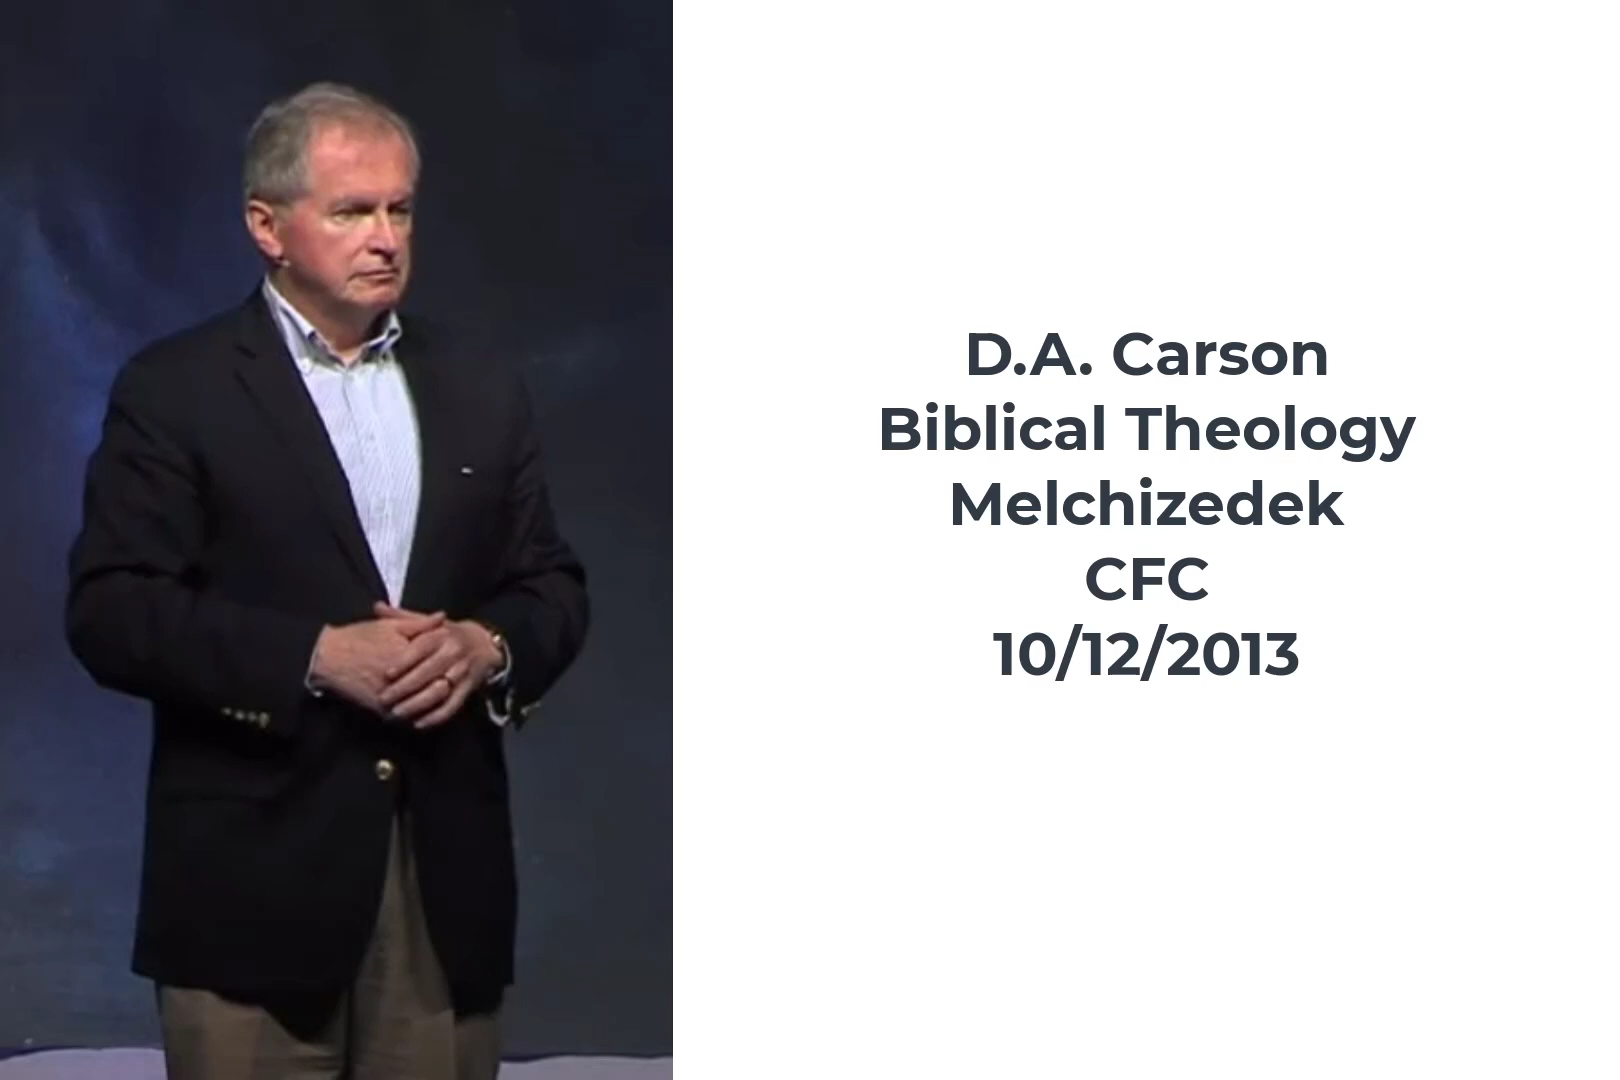 D.A. Carson
Biblical Theology
Melchizedek
CFC
10/12/2013